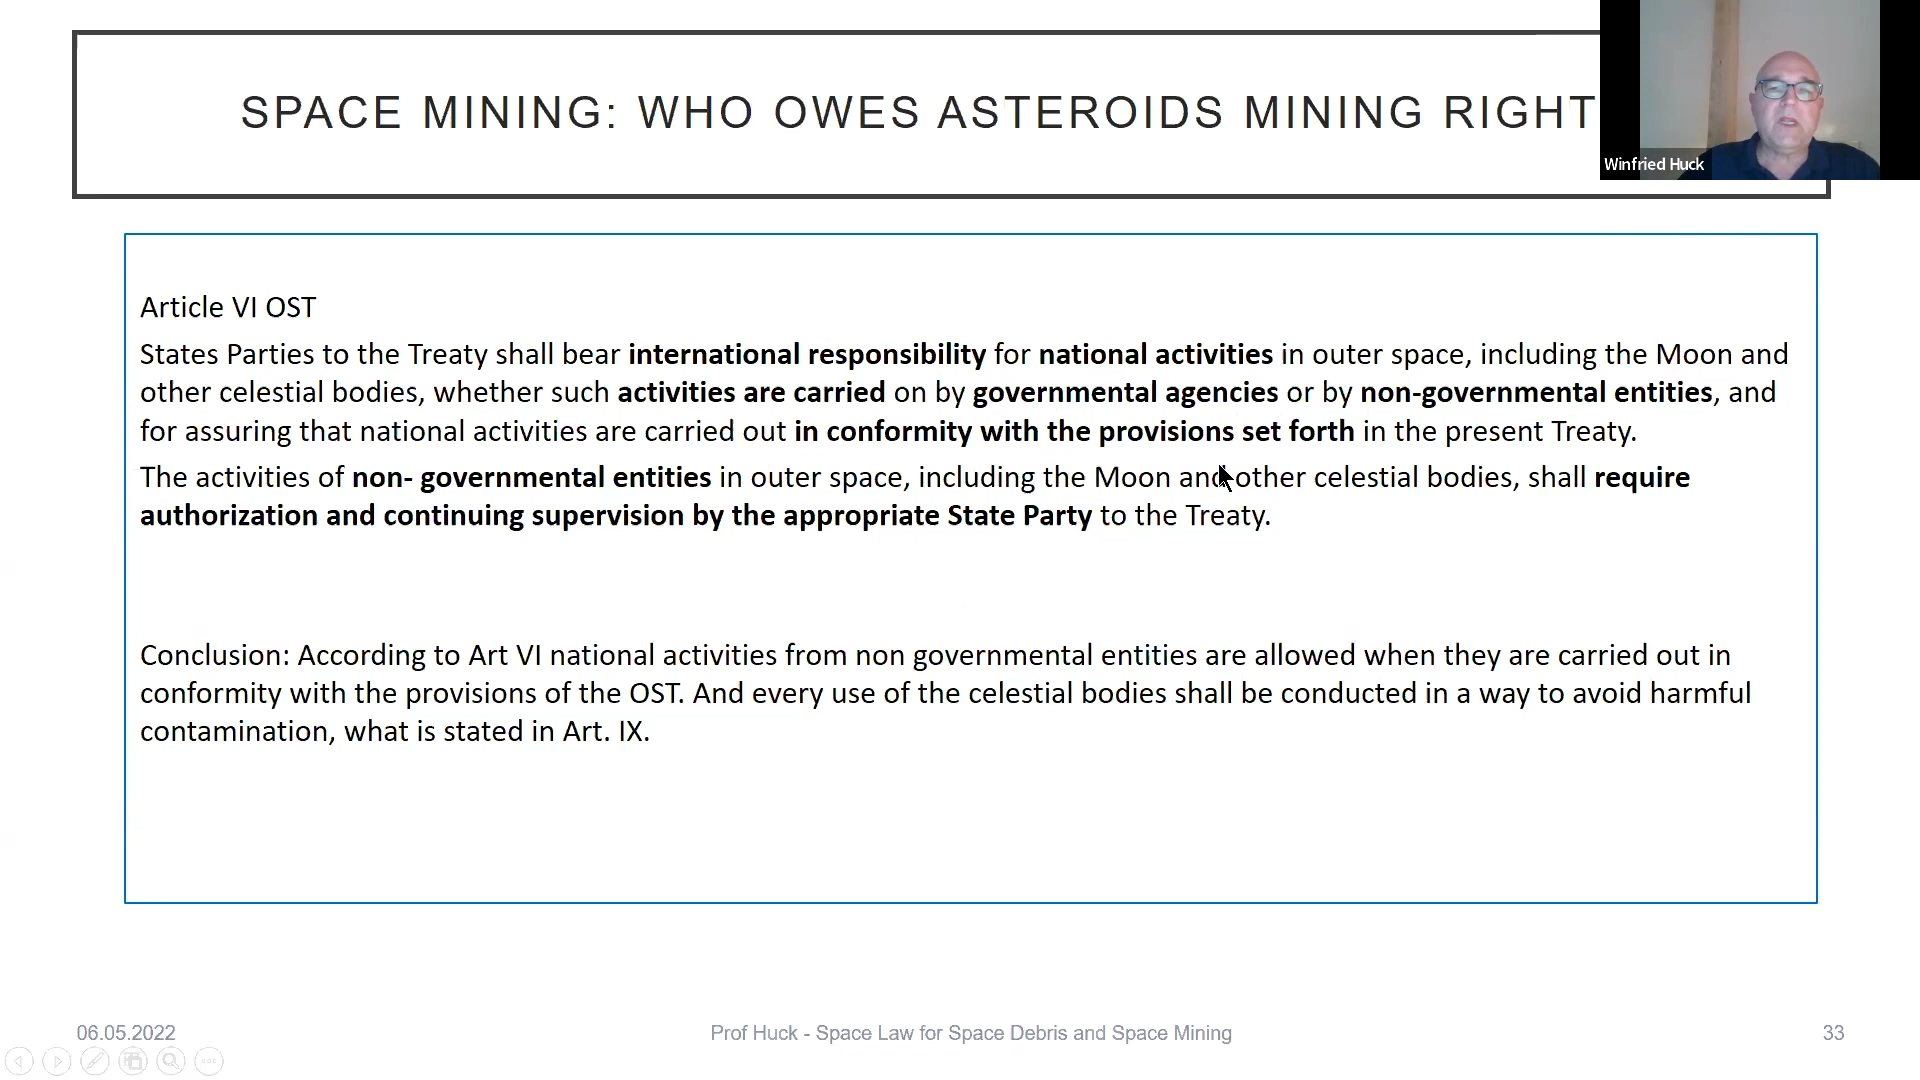 SPACE MINING: WHO OWES ASTEROIDS MINING RIGHT
Winfried Huck
Article VI OST
States Parties to the Treaty shall bear international responsibility for national activities in outer space, including the Moon and
other celestial bodies, whether such activities are carried on by governmental agencies or by non-governmental entities, and
for assuring that national activities are carried out in conformity with the provisions set forth in the present Treaty.
The activities of non- governmental entities in outer space, including the Moon and other celestial bodies, shall require
authorization and continuing supervision by the appropriate State Party to the Treaty.
Conclusion: According to Art VI national activities from non governmental entities are allowed when they are carried out in
conformity with the provisions of the OST. And every use of the celestial bodies shall be conducted in a way to avoid harmful
contamination, what is stated in Art. IX.
06.05.2022
Prof Huck - Space Law for Space Debris and Space Mining
33